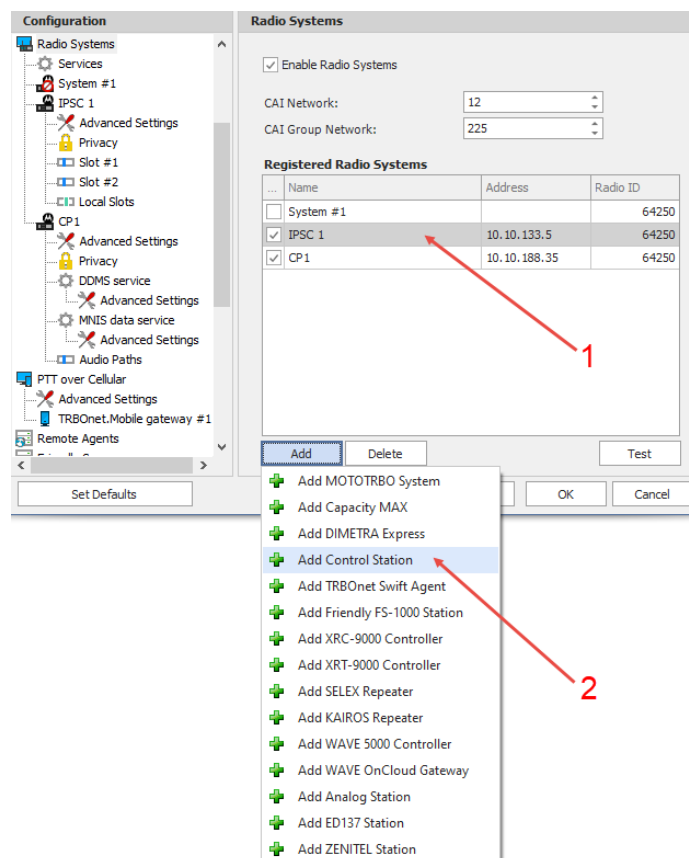 Configuration
Radio Systems
Services
System #1
IPSC 1
Advanced Settings
Privacy
Slot #1
Slot #2
Local Slots
CP1
Advanced Settings
Privacy
DDMS service
Advanced Settings
MNIS data service
Advanced Settings
Audio Paths
PTT over Cellular
Advanced Settings
TRBOnet.Mobile gateway #1
Remote Agents
Set Defaults
Radio Systems
Enable Radio Systems
CAI Network: 12
CAI Group Network: 225
Registered Radio Systems
... Name Address Radio ID
System #1 64250
IPSC 1 10.10.133.5 64250
CP1 10.10.188.35 64250
1
Add Delete Test
OK Cancel
Add MOTOTRBO System
Add Capacity MAX
Add DIMETRA Express
Add Control Station
Add TRBOnet Swift Agent
Add Friendly FS-1000 Station
Add XRC-9000 Controller
Add XRT-9000 Controller
Add SELEX Repeater
Add KAIROS Repeater
Add WAVE 5000 Controller
Add WAVE OnCloud Gateway
Add Analog Station
Add ED137 Station
Add ZENITEL Station
2